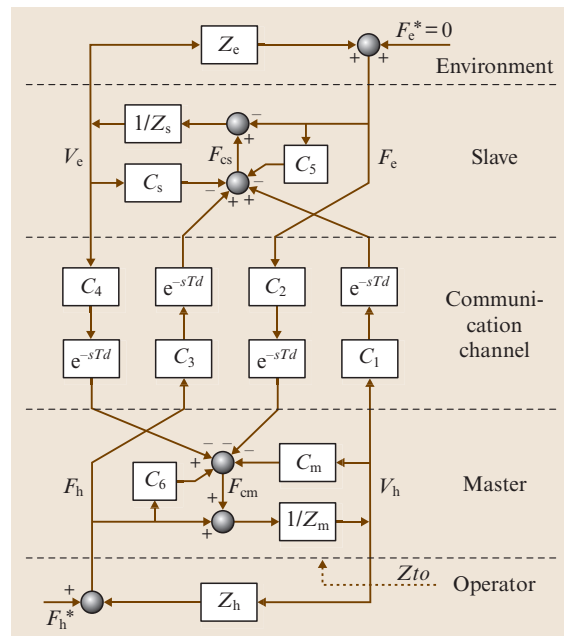 F_e* = 0
Z_e
+ +
Environment
1/Z_s
−
+
V_e
F_cs
C_5
F_e
Slave
C_s
− + + −
C_4
e^{−sTd}
C_2
e^{−sTd}
Communi-
cation
channel
e^{−sTd}
C_3
e^{−sTd}
C_1
− − −
+
C_m
F_h
C_6
F_cm
V_h
Master
+
+
1/Z_m
Zto
Operator
+
F_h*
Z_h